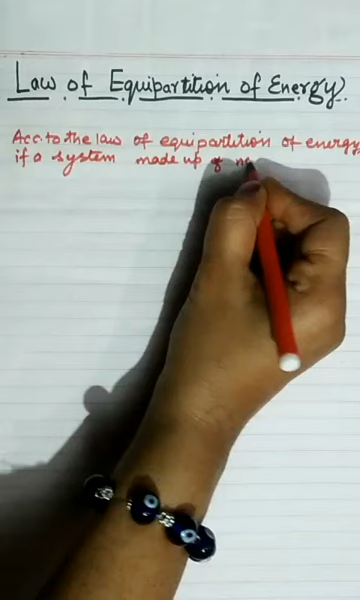 Law of Equipartition of Energy
Acc. to the law of equipartition of energy
if a system made up of